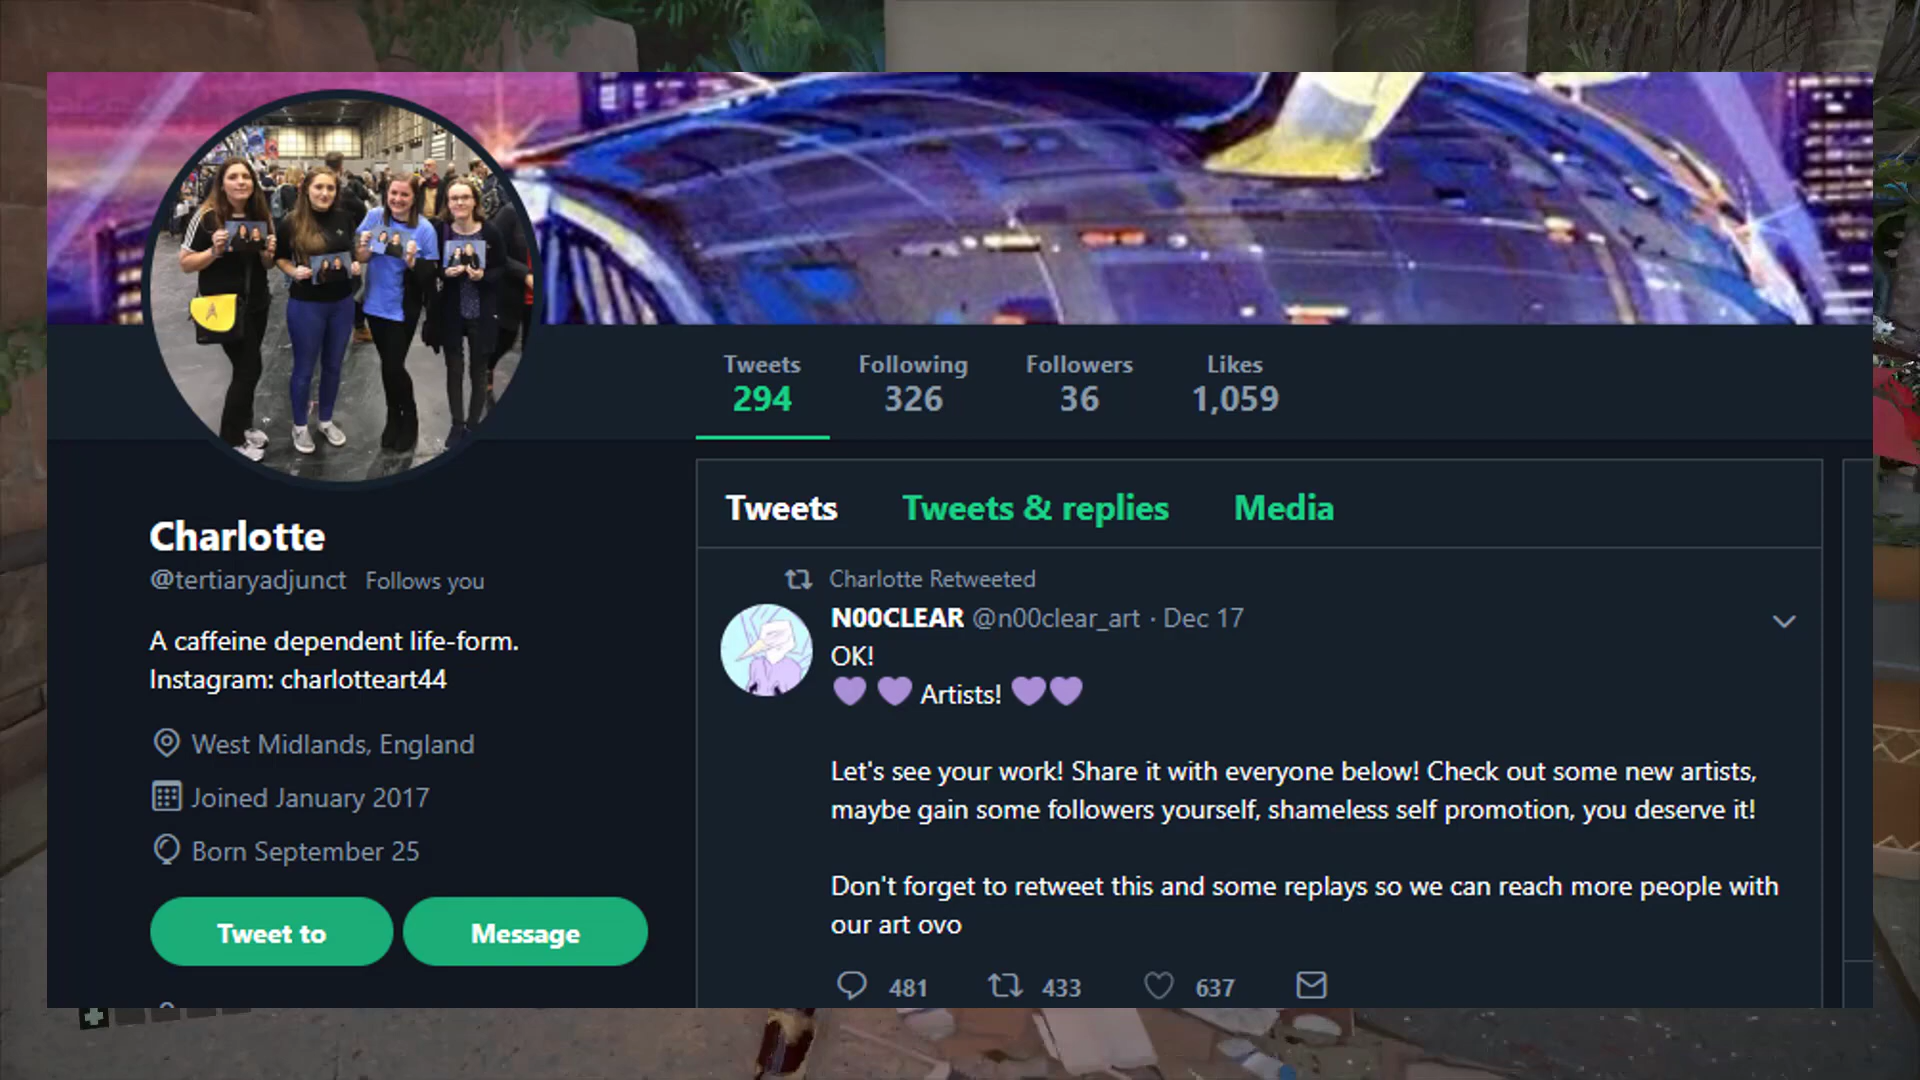 Tweets
294
Following
326
Followers
36
Likes
1,059
Charlotte
@tertiaryadjunct Follows you
A caffeine dependent life-form.
Instagram: charlotteart44
West Midlands, England
Joined January 2017
Born September 25
Tweet to
Message
Tweets Tweets & replies Media
Charlotte Retweeted
N00CLEAR @n00clear_art · Dec 17
OK!
💜 💜 Artists! 💜💜
Let's see your work! Share it with everyone below! Check out some new artists,
maybe gain some followers yourself, shameless self promotion, you deserve it!
Don't forget to retweet this and some replays so we can reach more people with
our art ovo
481 433 637